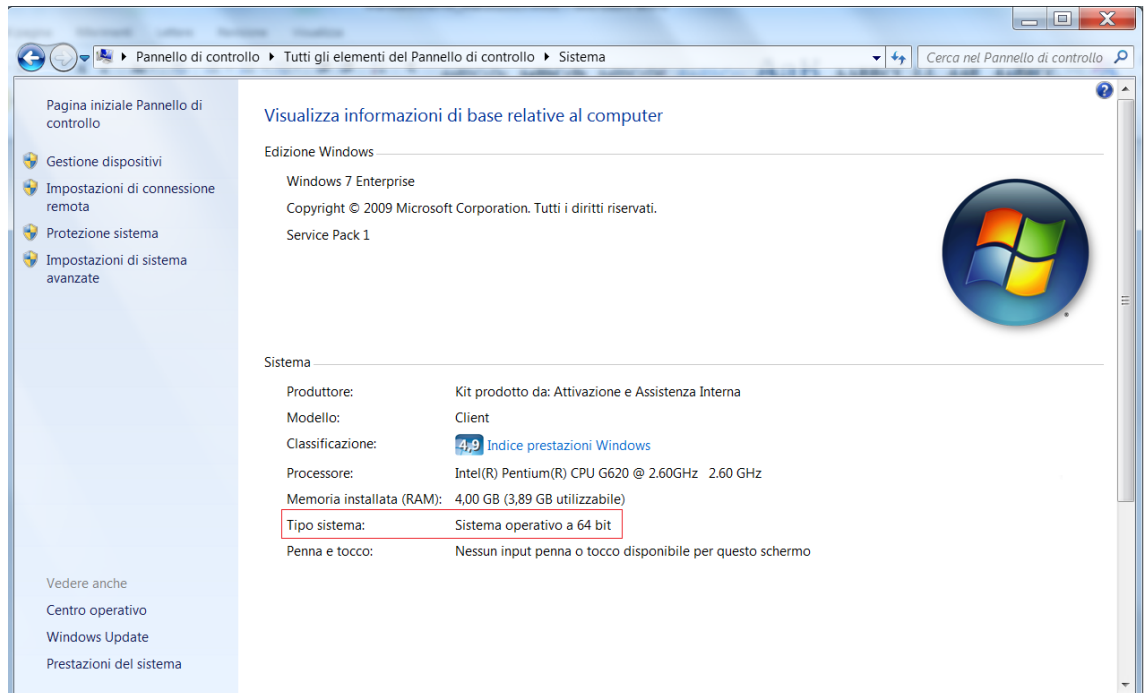 Pannello di controllo ▸ Tutti gli elementi del Pannello di controllo ▸ Sistema
Cerca nel Pannello di controllo
Pagina iniziale Pannello di
controllo
Gestione dispositivi
Impostazioni di connessione
remota
Protezione sistema
Impostazioni di sistema
avanzate
Vedere anche
Centro operativo
Windows Update
Prestazioni del sistema
Visualizza informazioni di base relative al computer
Edizione Windows
Windows 7 Enterprise
Copyright © 2009 Microsoft Corporation. Tutti i diritti riservati.
Service Pack 1
Sistema
Produttore: Kit prodotto da: Attivazione e Assistenza Interna
Modello: Client
Classificazione: 4,9 Indice prestazioni Windows
Processore: Intel(R) Pentium(R) CPU G620 @ 2.60GHz 2.60 GHz
Memoria installata (RAM): 4,00 GB (3,89 GB utilizzabile)
Tipo sistema: Sistema operativo a 64 bit
Penna e tocco: Nessun input penna o tocco disponibile per questo schermo